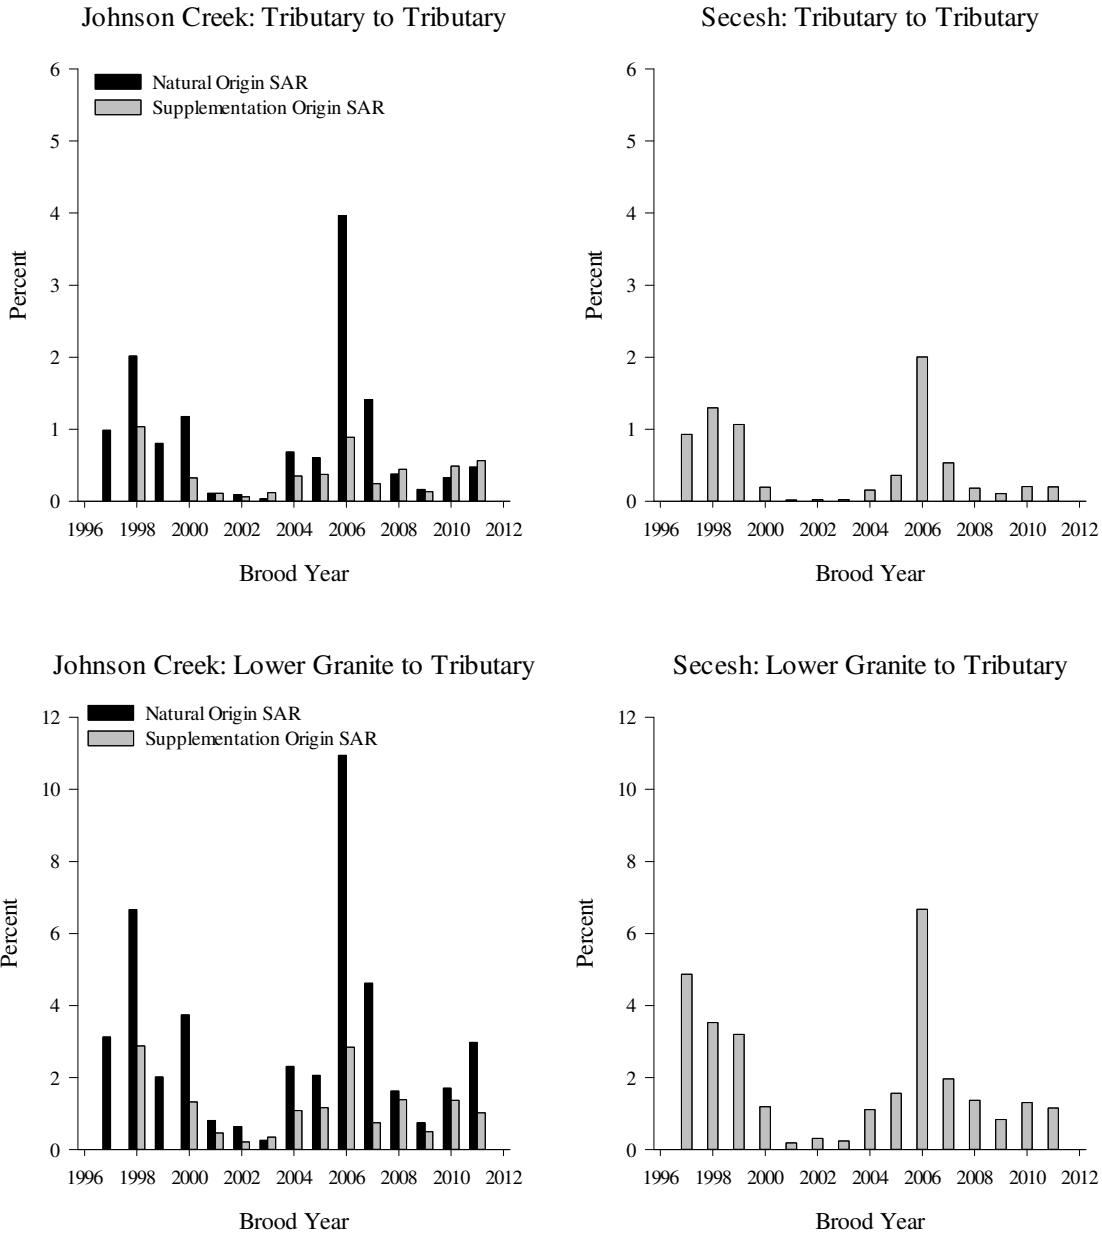 Johnson Creek: Tributary to Tributary
Natural Origin SAR
Supplementation Origin SAR
6
5
4
3
2
1
0
Percent
1996 1998 2000 2002 2004 2006 2008 2010 2012
Brood Year
Secesh: Tributary to Tributary
6
5
4
3
2
1
0
Percent
1996 1998 2000 2002 2004 2006 2008 2010 2012
Brood Year
Johnson Creek: Lower Granite to Tributary
Natural Origin SAR
Supplementation Origin SAR
12
10
8
6
4
2
0
Percent
1996 1998 2000 2002 2004 2006 2008 2010 2012
Brood Year
Secesh: Lower Granite to Tributary
12
10
8
6
4
2
0
Percent
1996 1998 2000 2002 2004 2006 2008 2010 2012
Brood Year